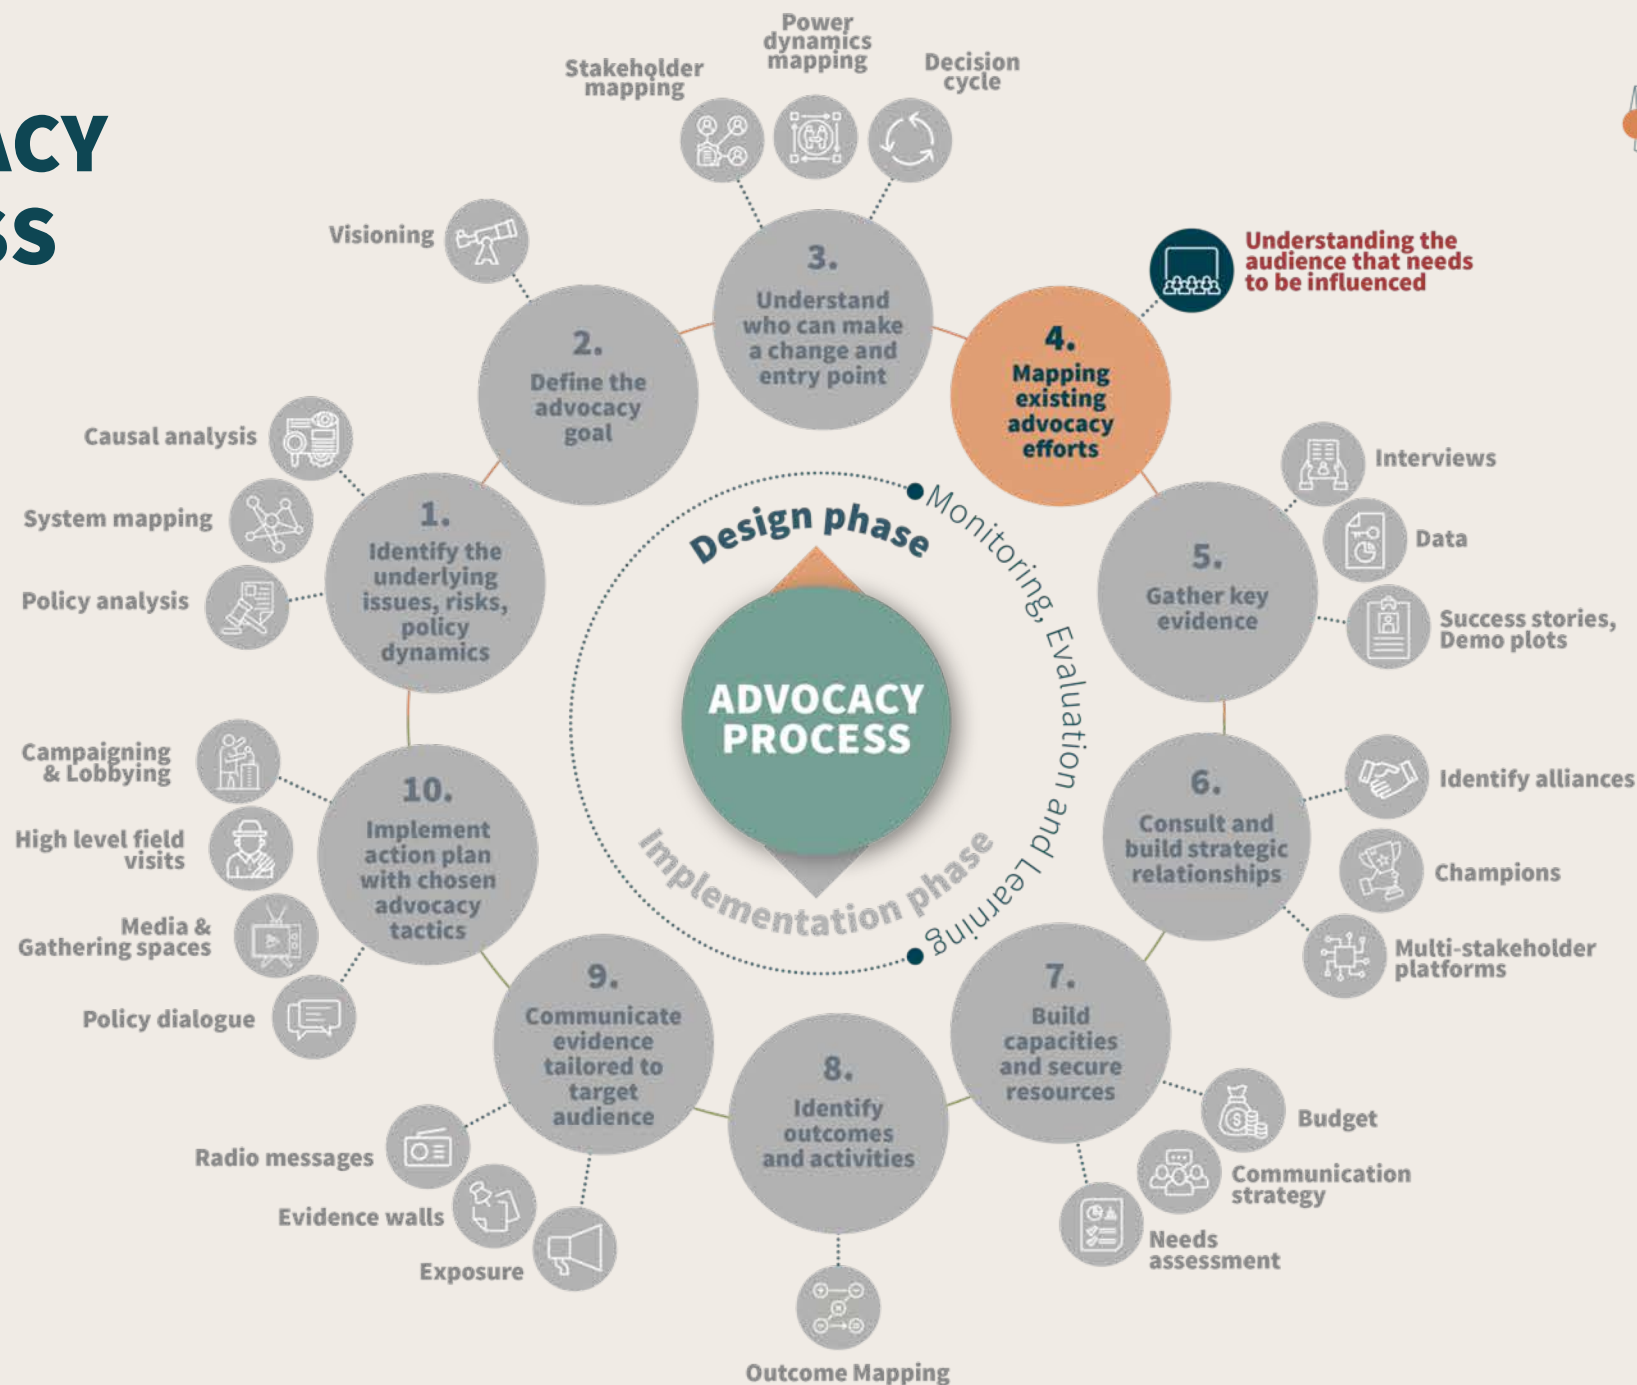 ACY
SS
Power
dynamics
mapping
Stakeholder
mapping
Decision
cycle
Visioning
3.
Understand
who can make
a change and
entry point
Understanding the
audience that needs
to be influenced
2.
Define the
advocacy
goal
4.
Mapping
existing
advocacy
efforts
Causal analysis
System mapping
Policy analysis
1.
Identify the
underlying
issues, risks,
policy
dynamics
Interviews
Data
Success stories,
Demo plots
5.
Gather key
evidence
Design phase
Monitoring, Evaluation and Learning
ADVOCACY
PROCESS
Implementation phase
Campaigning
& Lobbying
High level field
visits
Media &
Gathering spaces
Policy dialogue
10.
Implement
action plan
with chosen
advocacy
tactics
6.
Consult and
build strategic
relationships
Identify alliances
Champions
Multi-stakeholder
platforms
9.
Communicate
evidence
tailored to
target
audience
7.
Build
capacities
and secure
resources
8.
Identify
outcomes
and activities
Radio messages
Evidence walls
Exposure
Budget
Communication
strategy
Needs
assessment
Outcome Mapping